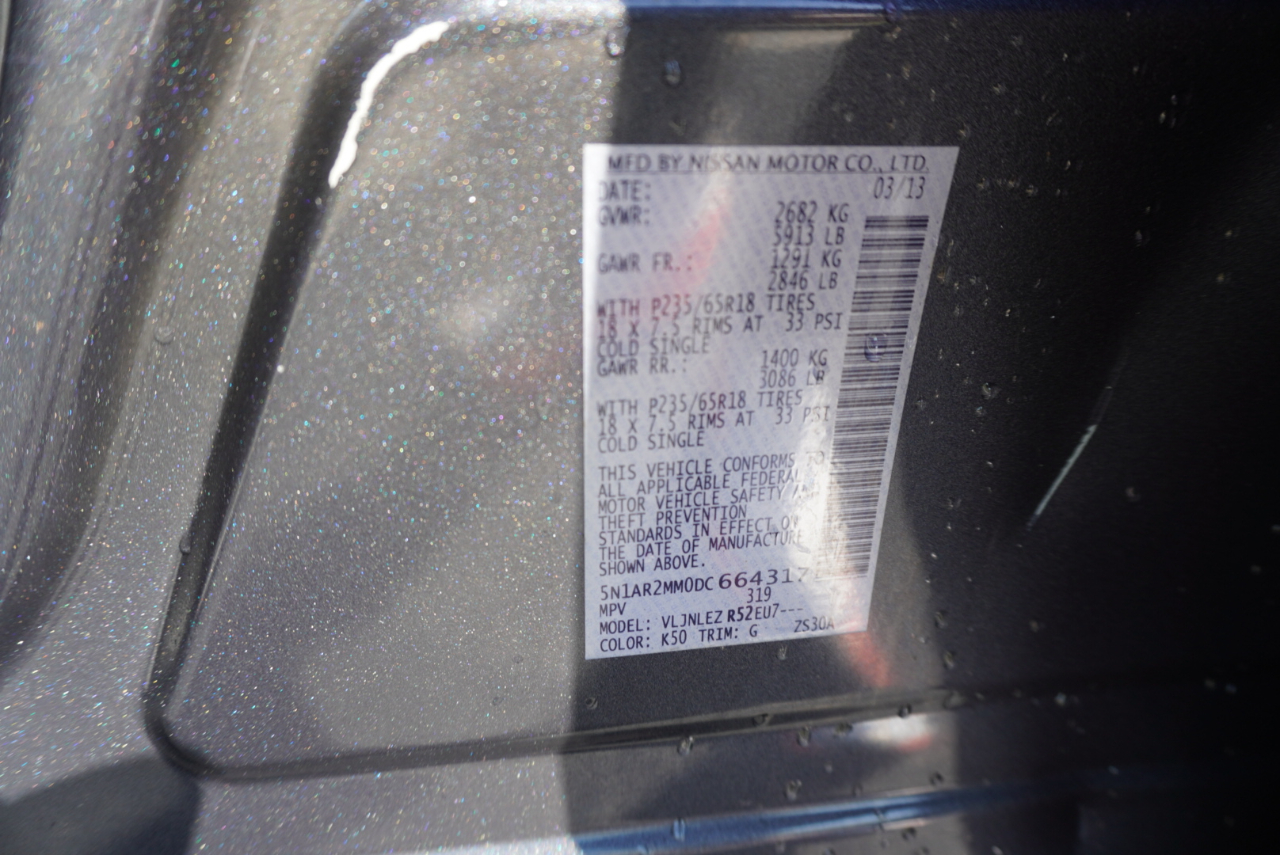 MFD BY NISSAN MOTOR CO., LTD.
DATE: 03/13
GVWR: 2682 KG
5913 LB
GAWR FR.: 1291 KG
2846 LB
WITH P235/65R18 TIRES
18 X 7.5 RIMS AT 33 PSI
COLD SINGLE
GAWR RR.: 1400 KG
3086 LB
WITH P235/65R18 TIRES
18 X 7.5 RIMS AT 33 PSI
COLD SINGLE
THIS VEHICLE CONFORMS TO
ALL APPLICABLE FEDERAL
MOTOR VEHICLE SAFETY
THEFT PREVENTION
STANDARDS IN EFFECT
THE DATE OF MANUFACTURE
SHOWN ABOVE.
MPV 319
MODEL: VLJNLEZ R52EU7---
COLOR: K50 TRIM: G ZS30A